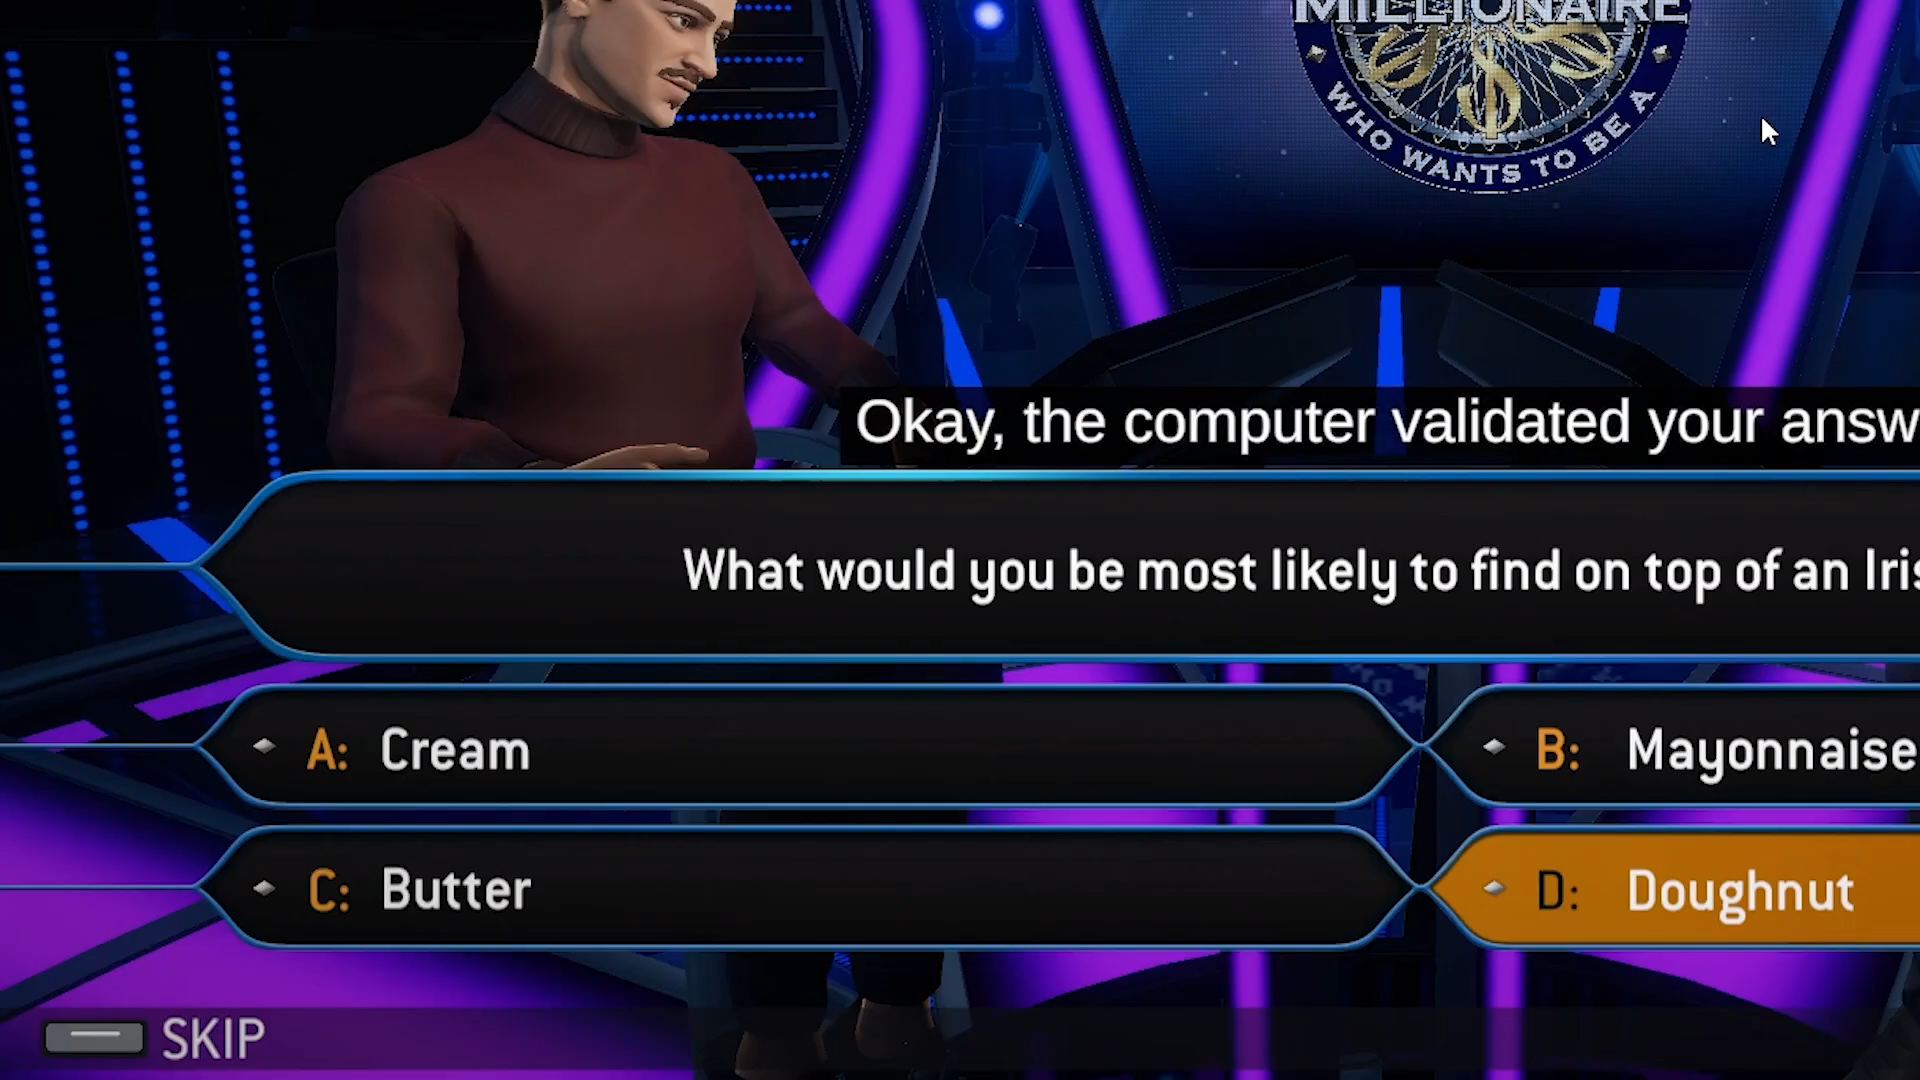 MILLIONAIRE
WHO WANTS TO BE A
Okay, the computer validated your answ
What would you be most likely to find on top of an Iris
A: Cream
B: Mayonnaise
C: Butter
D: Doughnut
SKIP